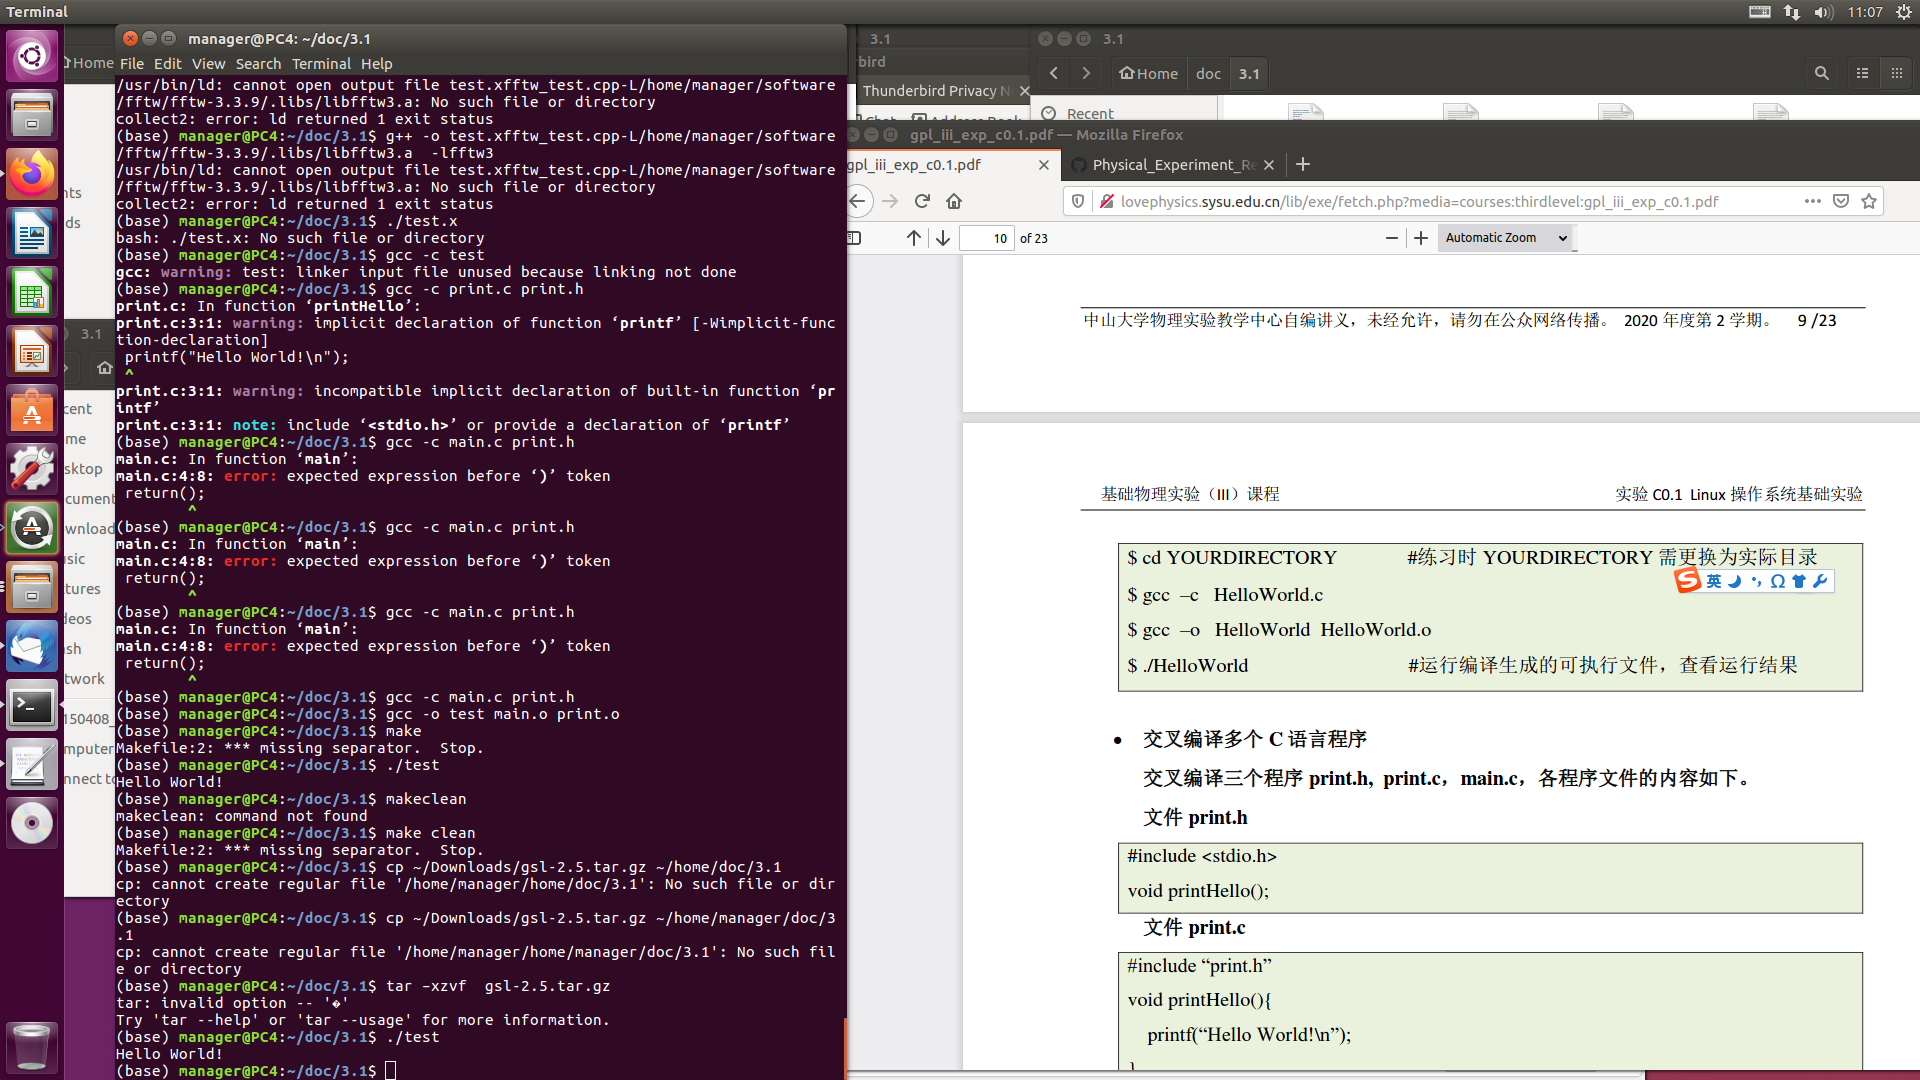 Terminal
11:07
manager@PC4: ~/doc/3.1
File Edit View Search Terminal Help
/usr/bin/ld: cannot open output file test.xfftw_test.cpp-L/home/manager/software
/fftw/fftw-3.3.9/.libs/libfftw3.a: No such file or directory
collect2: error: ld returned 1 exit status
(base) manager@PC4:~/doc/3.1$ g++ -o test.xfftw_test.cpp-L/home/manager/software
/fftw/fftw-3.3.9/.libs/libfftw3.a  -lfftw3
/usr/bin/ld: cannot open output file test.xfftw_test.cpp-L/home/manager/software
/fftw/fftw-3.3.9/.libs/libfftw3.a: No such file or directory
collect2: error: ld returned 1 exit status
(base) manager@PC4:~/doc/3.1$ ./test.x
bash: ./test.x: No such file or directory
(base) manager@PC4:~/doc/3.1$ gcc -c test
gcc: warning: test: linker input file unused because linking not done
(base) manager@PC4:~/doc/3.1$ gcc -c print.c print.h
print.c: In function ‘printHello’:
print.c:3:1: warning: implicit declaration of function ‘printf’ [-Wimplicit-func
tion-declaration]
printf("Hello World!\n");
^
print.c:3:1: warning: incompatible implicit declaration of built-in function ‘pr
intf’
print.c:3:1: note: include ‘<stdio.h>’ or provide a declaration of ‘printf’
(base) manager@PC4:~/doc/3.1$ gcc -c main.c print.h
main.c: In function ‘main’:
main.c:4:8: error: expected expression before ‘)’ token
return();
^
(base) manager@PC4:~/doc/3.1$ gcc -c main.c print.h
main.c: In function ‘main’:
main.c:4:8: error: expected expression before ‘)’ token
return();
^
(base) manager@PC4:~/doc/3.1$ gcc -c main.c print.h
main.c: In function ‘main’:
main.c:4:8: error: expected expression before ‘)’ token
return();
^
(base) manager@PC4:~/doc/3.1$ gcc -c main.c print.h
(base) manager@PC4:~/doc/3.1$ gcc -o test main.o print.o
(base) manager@PC4:~/doc/3.1$ make
Makefile:2: *** missing separator.  Stop.
(base) manager@PC4:~/doc/3.1$ ./test
Hello World!
(base) manager@PC4:~/doc/3.1$ makeclean
makeclean: command not found
(base) manager@PC4:~/doc/3.1$ make clean
Makefile:2: *** missing separator.  Stop.
(base) manager@PC4:~/doc/3.1$ cp ~/Downloads/gsl-2.5.tar.gz ~/home/doc/3.1
cp: cannot create regular file '/home/manager/home/doc/3.1': No such file or dir
ectory
(base) manager@PC4:~/doc/3.1$ cp ~/Downloads/gsl-2.5.tar.gz ~/home/manager/doc/3
.1
cp: cannot create regular file '/home/manager/home/manager/doc/3.1': No such fil
e or directory
(base) manager@PC4:~/doc/3.1$ tar –xzvf  gsl-2.5.tar.gz
tar: invalid option -- '�'
Try 'tar --help' or 'tar --usage' for more information.
(base) manager@PC4:~/doc/3.1$ ./test
Hello World!
(base) manager@PC4:~/doc/3.1$
Home
nts
ds
3.1
cent
me
sktop
cument
wnload
sic
tures
deos
sh
twork
150408_
mputer
nnect to
3.1
bird
Thunderbird Privacy N
3.1
Home doc 3.1
Recent
gpl_iii_exp_c0.1.pdf — Mozilla Firefox
gpl_iii_exp_c0.1.pdf
Physical_Experiment_Re
lovephysics.sysu.edu.cn/lib/exe/fetch.php?media=courses:thirdlevel:gpl_iii_exp_c0.1.pdf
10 of 23
Automatic Zoom
中山大学物理实验教学中心自编讲义，未经允许，请勿在公众网络传播。 2020 年度第 2 学期。 9 /23
基础物理实验（III）课程 实验 C0.1 Linux 操作系统基础实验
$ cd YOURDIRECTORY #练习时 YOURDIRECTORY 需更换为实际目录
英
$ gcc –c HelloWorld.c
$ gcc –o HelloWorld HelloWorld.o
$ ./HelloWorld #运行编译生成的可执行文件，查看运行结果
• 交叉编译多个 C 语言程序
交叉编译三个程序 print.h, print.c，main.c，各程序文件的内容如下。
文件 print.h
#include <stdio.h>
void printHello();
文件 print.c
#include “print.h”
void printHello(){
printf(“Hello World!\n”);